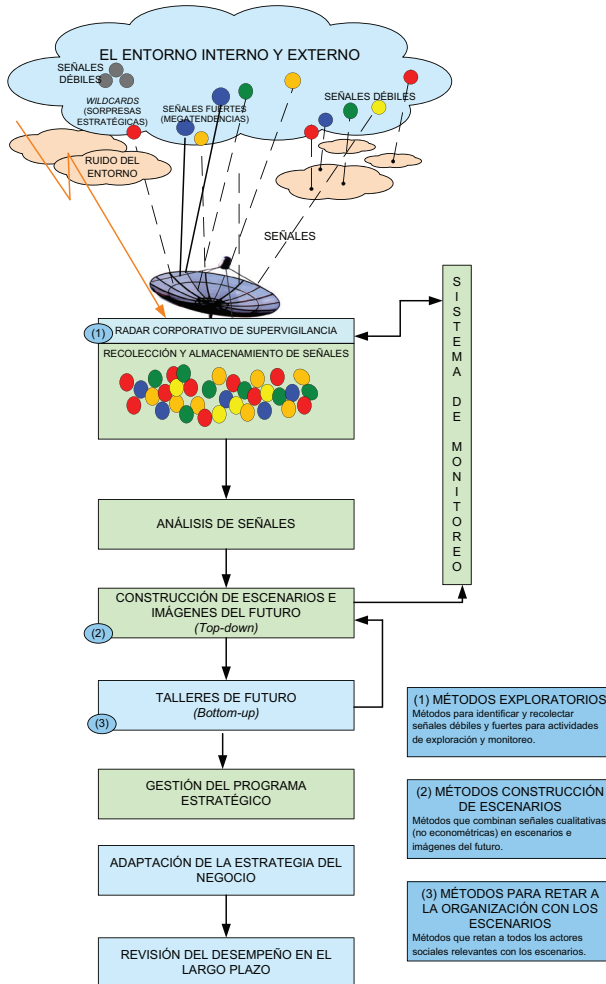 EL ENTORNO INTERNO Y EXTERNO
SEÑALES
DÉBILES
WILDCARDS
(SORPRESAS
ESTRATÉGICAS)
SEÑALES FUERTES
(MEGATENDENCIAS)
SEÑALES DÉBILES
RUIDO DEL
ENTORNO
SEÑALES
(1)
RADAR CORPORATIVO DE SUPERVIGILANCIA
RECOLECCIÓN Y ALMACENAMIENTO DE SEÑALES
SISTEMA DE MONITOREO
ANÁLISIS DE SEÑALES
CONSTRUCCIÓN DE ESCENARIOS E
IMÁGENES DEL FUTURO
(Top-down)
(2)
TALLERES DE FUTURO
(Bottom-up)
(3)
GESTIÓN DEL PROGRAMA
ESTRATÉGICO
ADAPTACIÓN DE LA ESTRATEGIA DEL
NEGOCIO
REVISIÓN DEL DESEMPEÑO EN EL
LARGO PLAZO
(1) MÉTODOS EXPLORATORIOS
Métodos para identificar y recolectar
señales débiles y fuertes para actividades
de exploración y monitoreo.
(2) MÉTODOS CONSTRUCCIÓN
DE ESCENARIOS
Métodos que combinan señales cualitativas
(no econométricas) en escenarios e
imágenes del futuro.
(3) MÉTODOS PARA RETAR A
LA ORGANIZACIÓN CON LOS
ESCENARIOS
Métodos que retan a todos los actores
sociales relevantes con los escenarios.